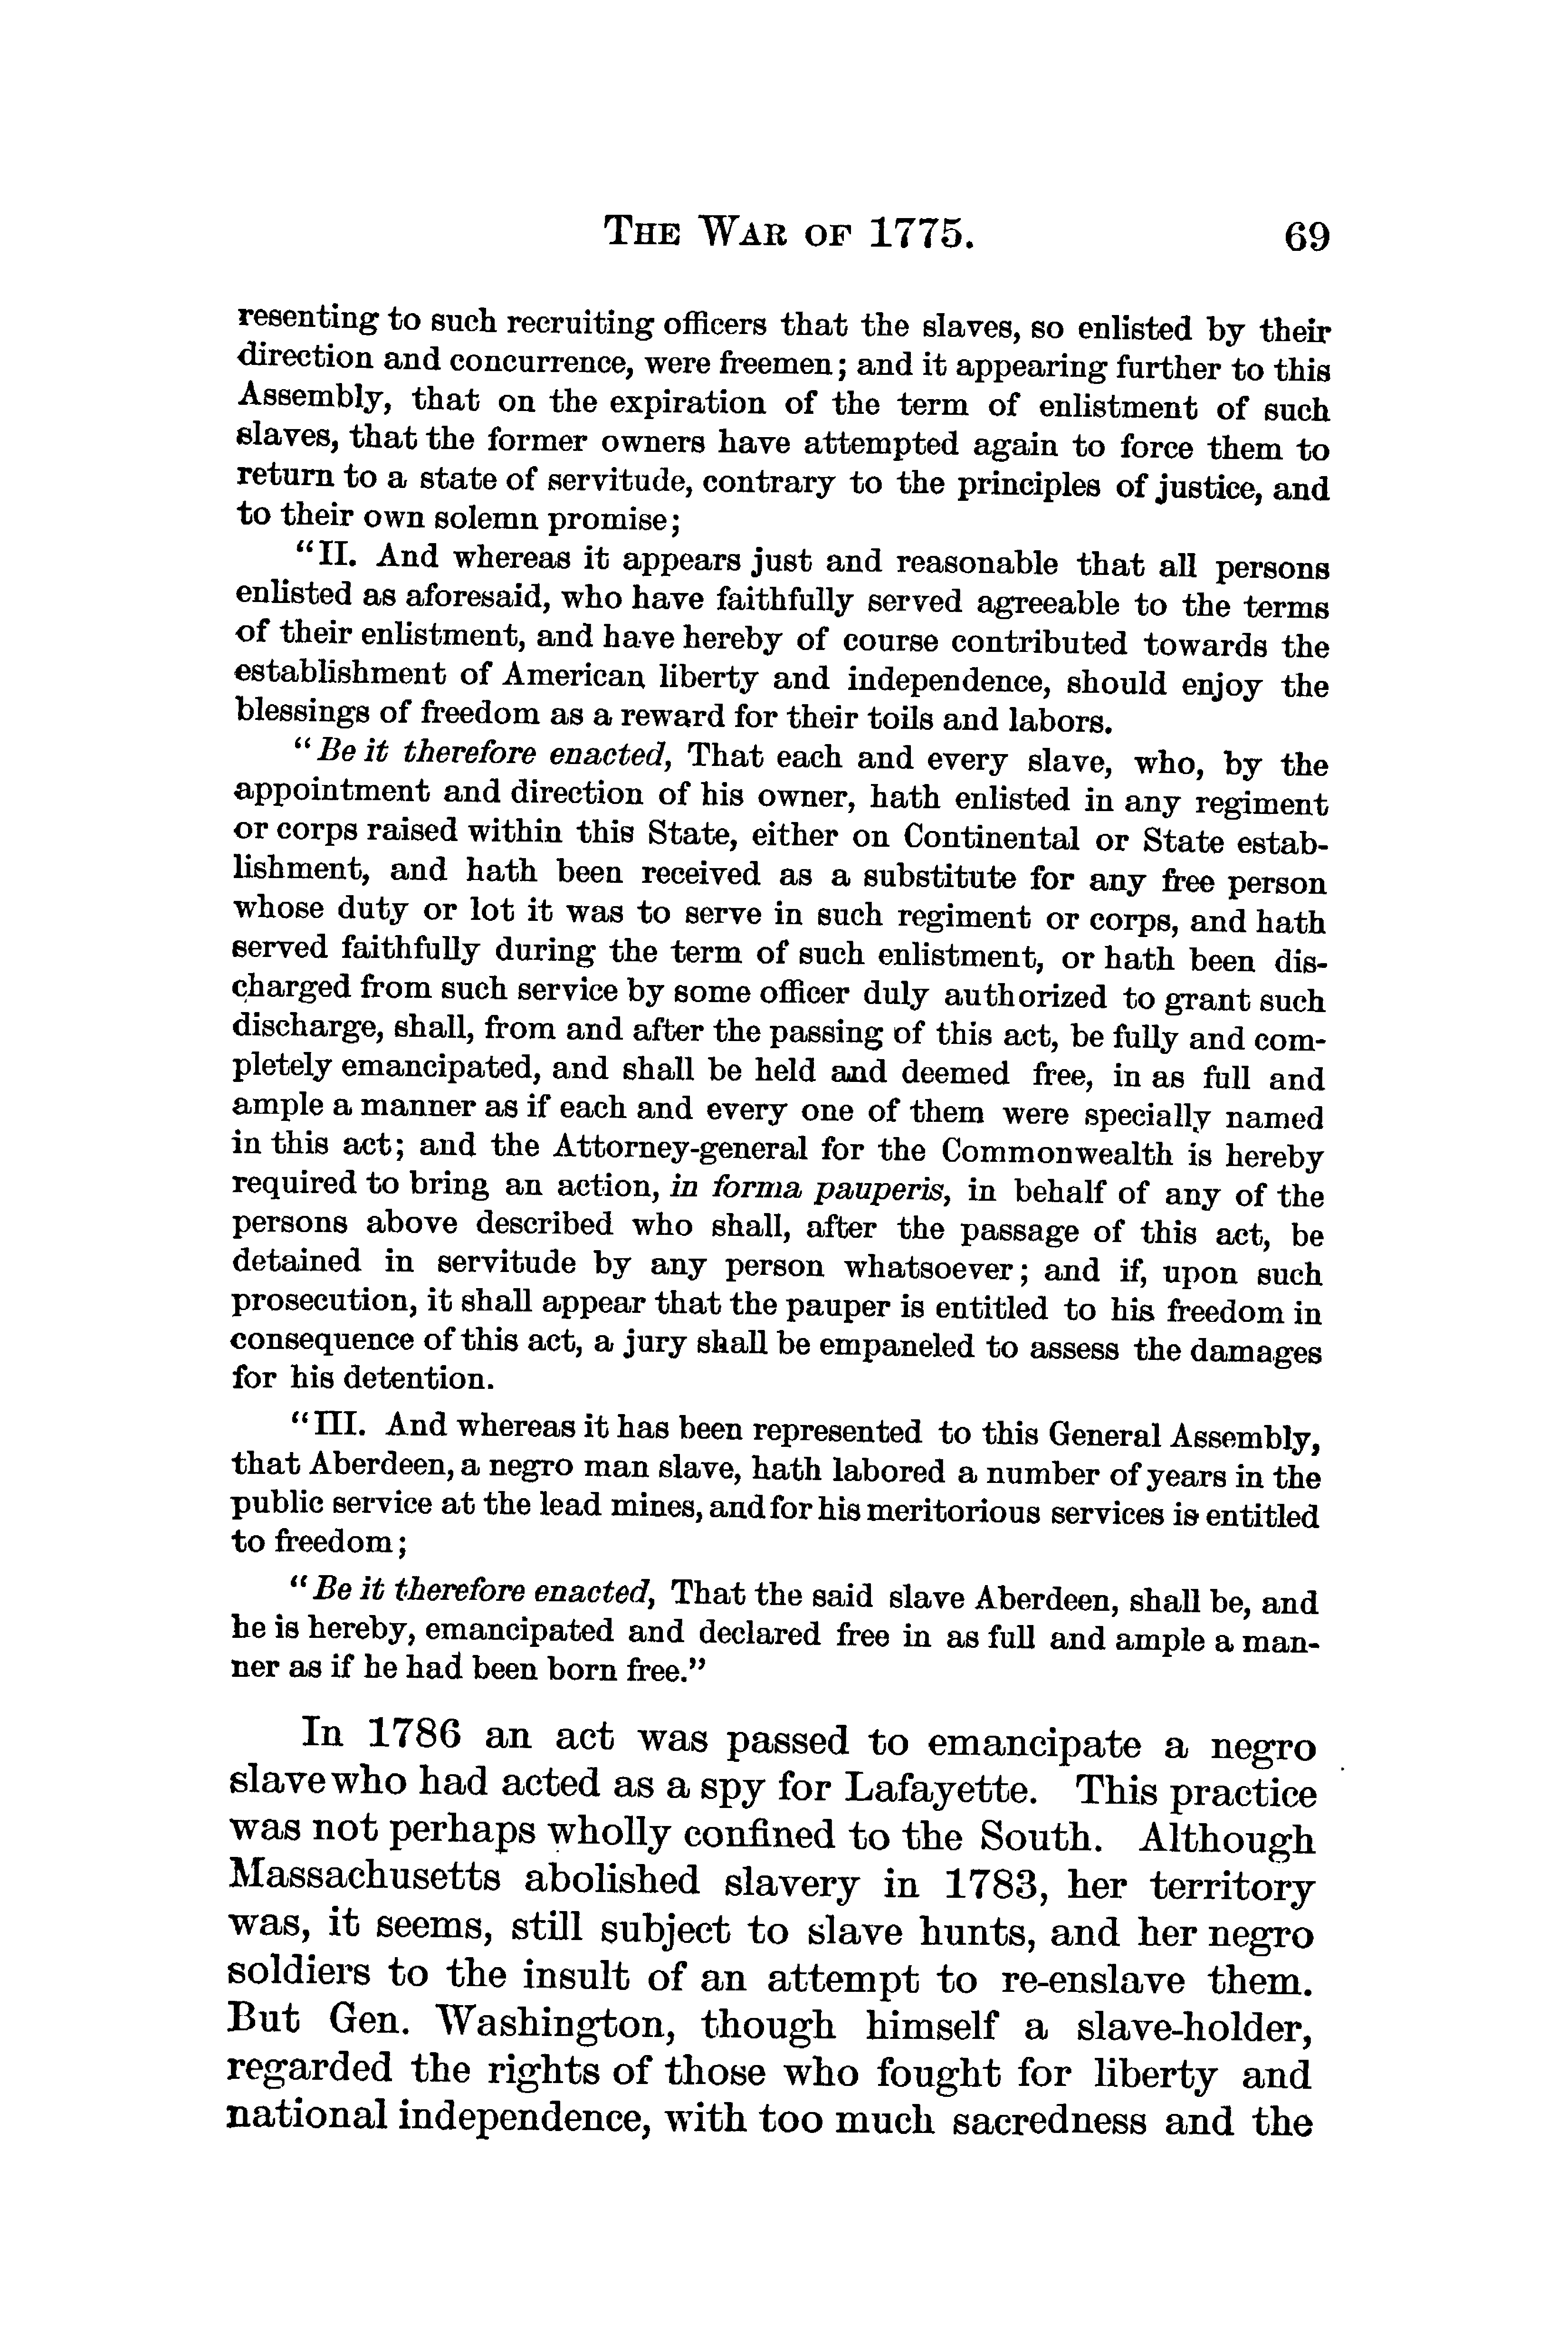 THE WAR OF 1775. 69
resenting to such recruiting officers that the slaves, so enlisted by their
direction and concurrence, were freemen; and it appearing further to this
Assembly, that on the expiration of the term of enlistment of such
slaves, that the former owners have attempted again to force them to
return to a state of servitude, contrary to the principles of justice, and
to their own solemn promise;
“II. And whereas it appears just and reasonable that all persons
enlisted as aforesaid, who have faithfully served agreeable to the terms
of their enlistment, and have hereby of course contributed towards the
establishment of American liberty and independence, should enjoy the
blessings of freedom as a reward for their toils and labors.
“Be it therefore enacted, That each and every slave, who, by the
appointment and direction of his owner, hath enlisted in any regiment
or corps raised within this State, either on Continental or State estab-
lishment, and hath been received as a substitute for any free person
whose duty or lot it was to serve in such regiment or corps, and hath
served faithfully during the term of such enlistment, or hath been dis-
charged from such service by some officer duly authorized to grant such
discharge, shall, from and after the passing of this act, be fully and com-
pletely emancipated, and shall be held and deemed free, in as full and
ample a manner as if each and every one of them were specially named
in this act; and the Attorney-general for the Commonwealth is hereby
required to bring an action, in forma pauperis, in behalf of any of the
persons above described who shall, after the passage of this act, be
detained in servitude by any person whatsoever; and if, upon such
prosecution, it shall appear that the pauper is entitled to his freedom in
consequence of this act, a jury shall be empaneled to assess the damages
for his detention.
“III. And whereas it has been represented to this General Assembly,
that Aberdeen, a negro man slave, hath labored a number of years in the
public service at the lead mines, and for his meritorious services is entitled
to freedom;
“Be it therefore enacted, That the said slave Aberdeen, shall be, and
he is hereby, emancipated and declared free in as full and ample a man-
ner as if he had been born free.”
In 1786 an act was passed to emancipate a negro
slave who had acted as a spy for Lafayette. This practice
was not perhaps wholly confined to the South. Although
Massachusetts abolished slavery in 1783, her territory
was, it seems, still subject to slave hunts, and her negro
soldiers to the insult of an attempt to re-enslave them.
But Gen. Washington, though himself a slave-holder,
regarded the rights of those who fought for liberty and
national independence, with too much sacredness and the